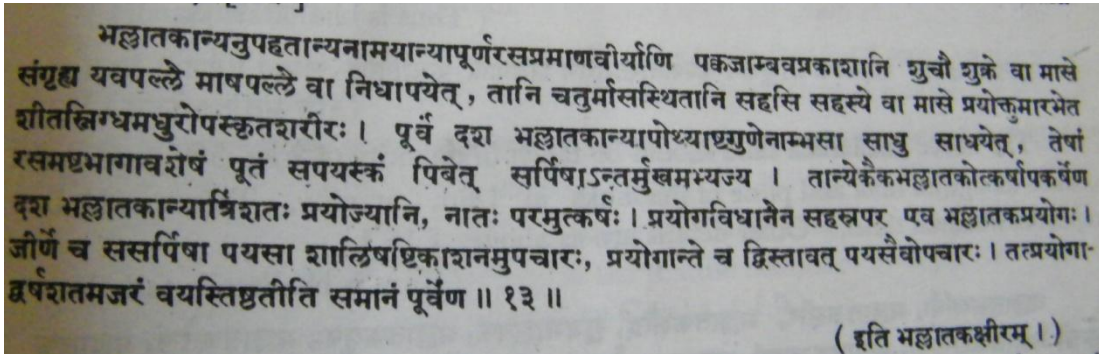 भल्लातकान्यनुपहतान्यनामयान्यापूर्णरसप्रमाणवीर्याणि पक्वजाम्बवप्रकाशानि शुचौ शुक्रे वा मासे
संगृह्य यवपल्ले माषपल्ले वा निधापयेत् , तानि चतुर्मासस्थितानि सहसि सहस्ये वा मासे प्रयोक्तुमारभेत
शीतस्निग्धमधुरोपस्कृतशरीरः । पूर्वं दश भल्लातकान्यापोथ्याष्टगुणेनाम्भसा साधु साधयेत् , तेषां
रसमष्टभागावशेषं पूतं सपयस्कं पिबेत् सर्पिषाऽन्तर्मुखमभ्यज्य । तान्येकैकभल्लातकोत्कर्षापकर्षेण
दश भल्लातकान्यात्रिंशतः प्रयोज्यानि, नातः परमुत्कर्षः । प्रयोगविधानेन सहस्रपर एव भल्लातकप्रयोगः ।
जीर्णे च ससर्पिषा पयसा शालिषष्टिकाशनमुपचारः, प्रयोगान्ते च द्विस्तावत् पयसैवोपचारः । तत्प्रयोगा-
द्वर्षशतमजरं वयस्तिष्ठतीति समानं पूर्वेण ॥ १३ ॥
( इति भल्लातकक्षीरम् । )